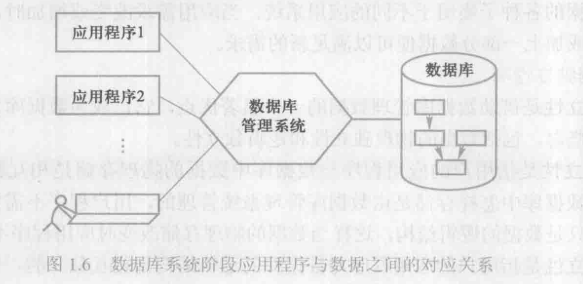 应用程序1
应用程序2
⋮
数据库
管理系统
数据库
图 1.6 数据库系统阶段应用程序与数据之间的对应关系